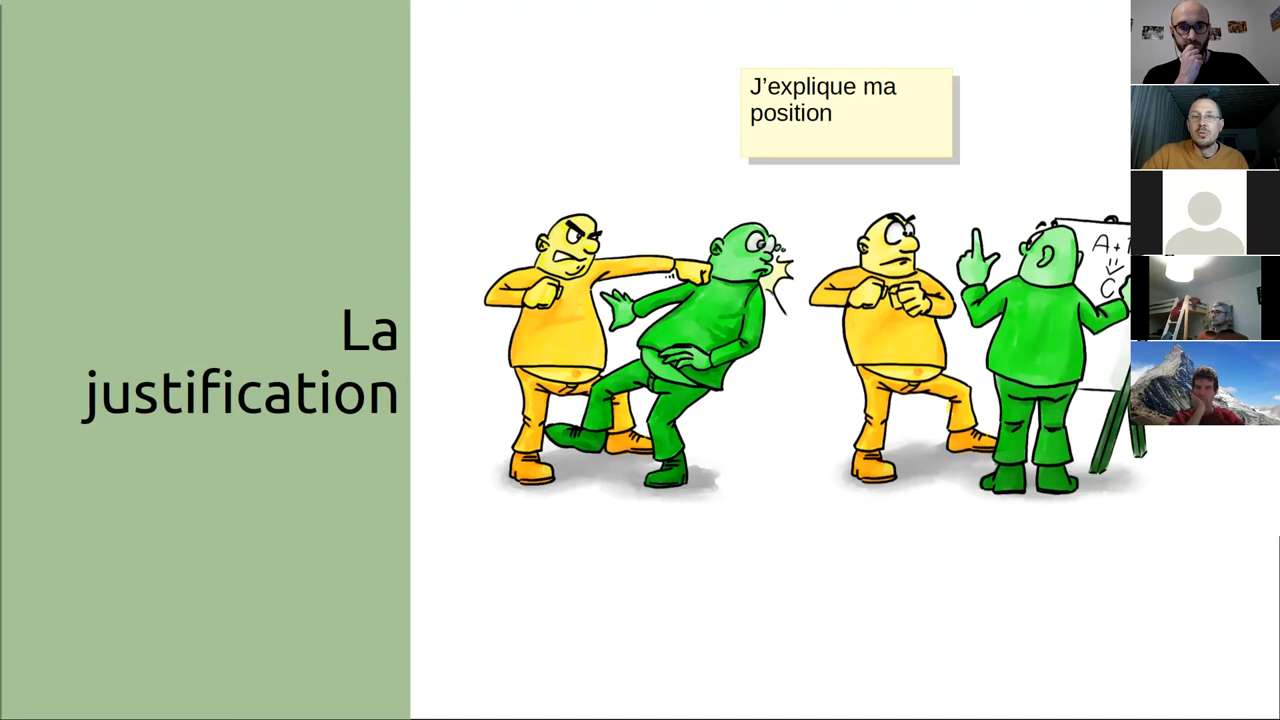 J’explique ma
position
La
justification
A +
=
C